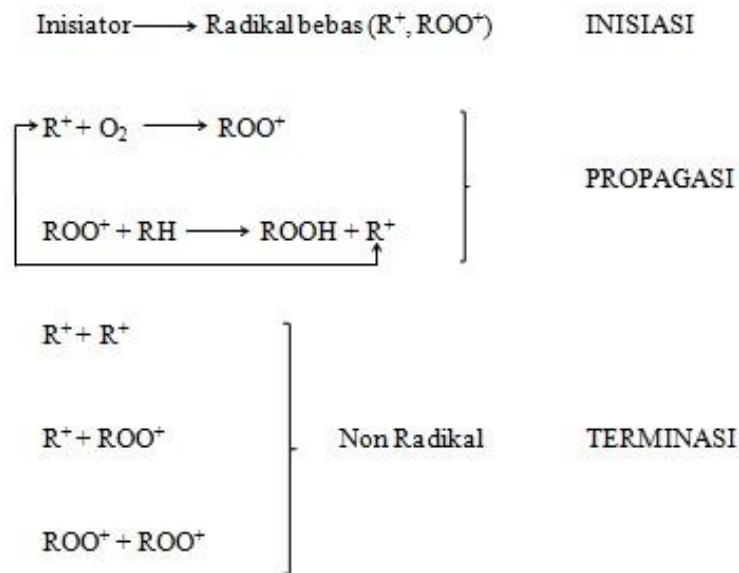 Inisiator ⟶ Radikal bebas (R⁺, ROO⁺) INISIASI
R⁺ + O₂ ⟶ ROO⁺
PROPAGASI
ROO⁺ + RH ⟶ ROOH + R⁺
R⁺ + R⁺
R⁺ + ROO⁺ Non Radikal TERMINASI
ROO⁺ + ROO⁺